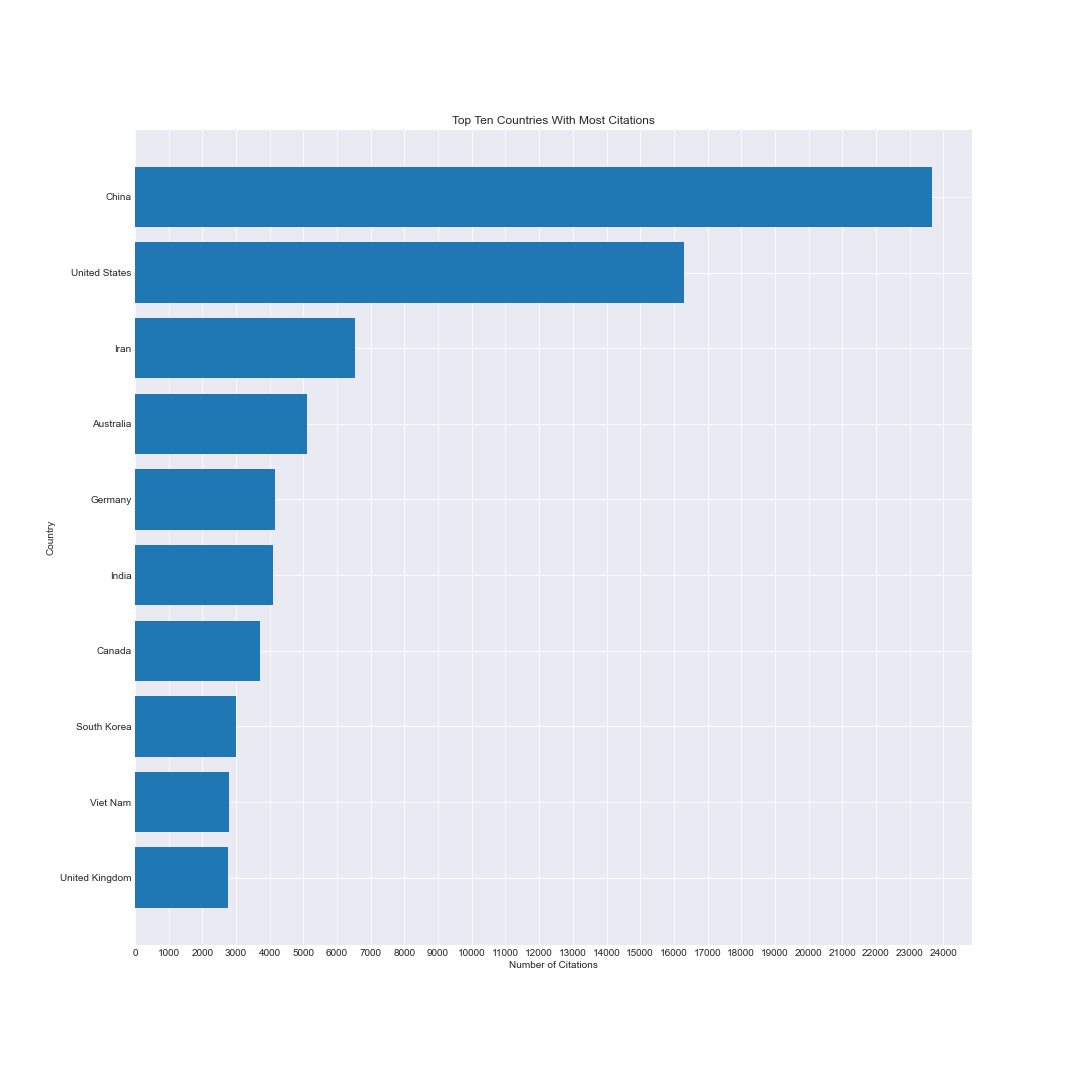 Top Ten Countries With Most Citations
Country
China
United States
Iran
Australia
Germany
India
Canada
South Korea
Viet Nam
United Kingdom
0 1000 2000 3000 4000 5000 6000 7000 8000 9000 10000 11000 12000 13000 14000 15000 16000 17000 18000 19000 20000 21000 22000 23000 24000
Number of Citations